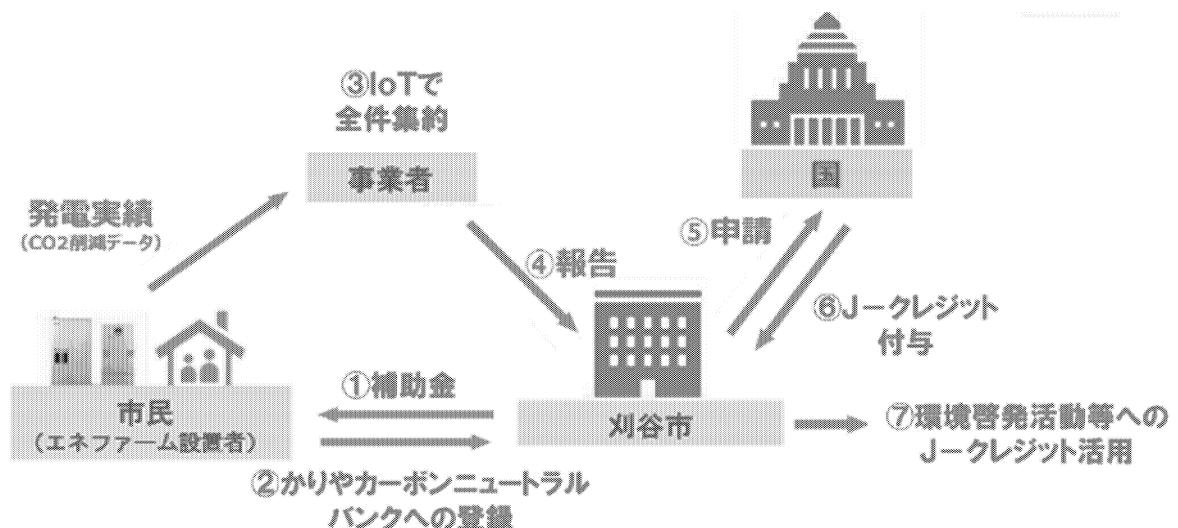 ③IoTで
全件集約
事業者
国
発電実績
(CO2削減データ)
⑤申請
④報告
⑥J－クレジット
付与
①補助金
市民
(エネファーム設置者)
刈谷市
⑦環境啓発活動等への
J－クレジット活用
②かりやカーボンニュートラル
バンクへの登録